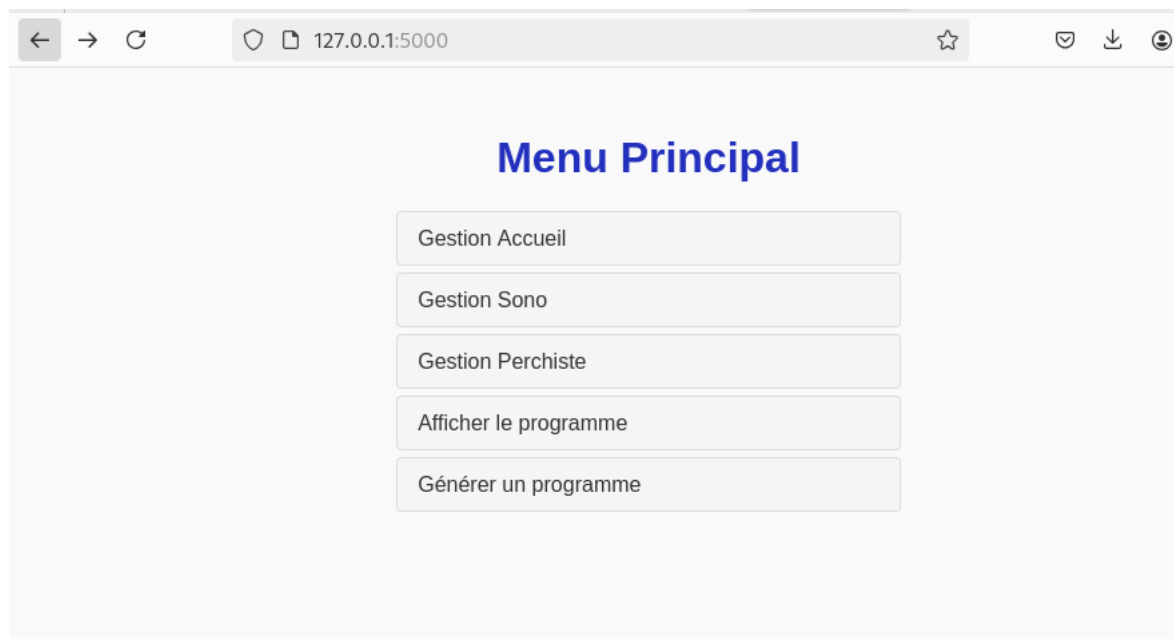 127.0.0.1:5000
Menu Principal
Gestion Accueil
Gestion Sono
Gestion Perchiste
Afficher le programme
Générer un programme